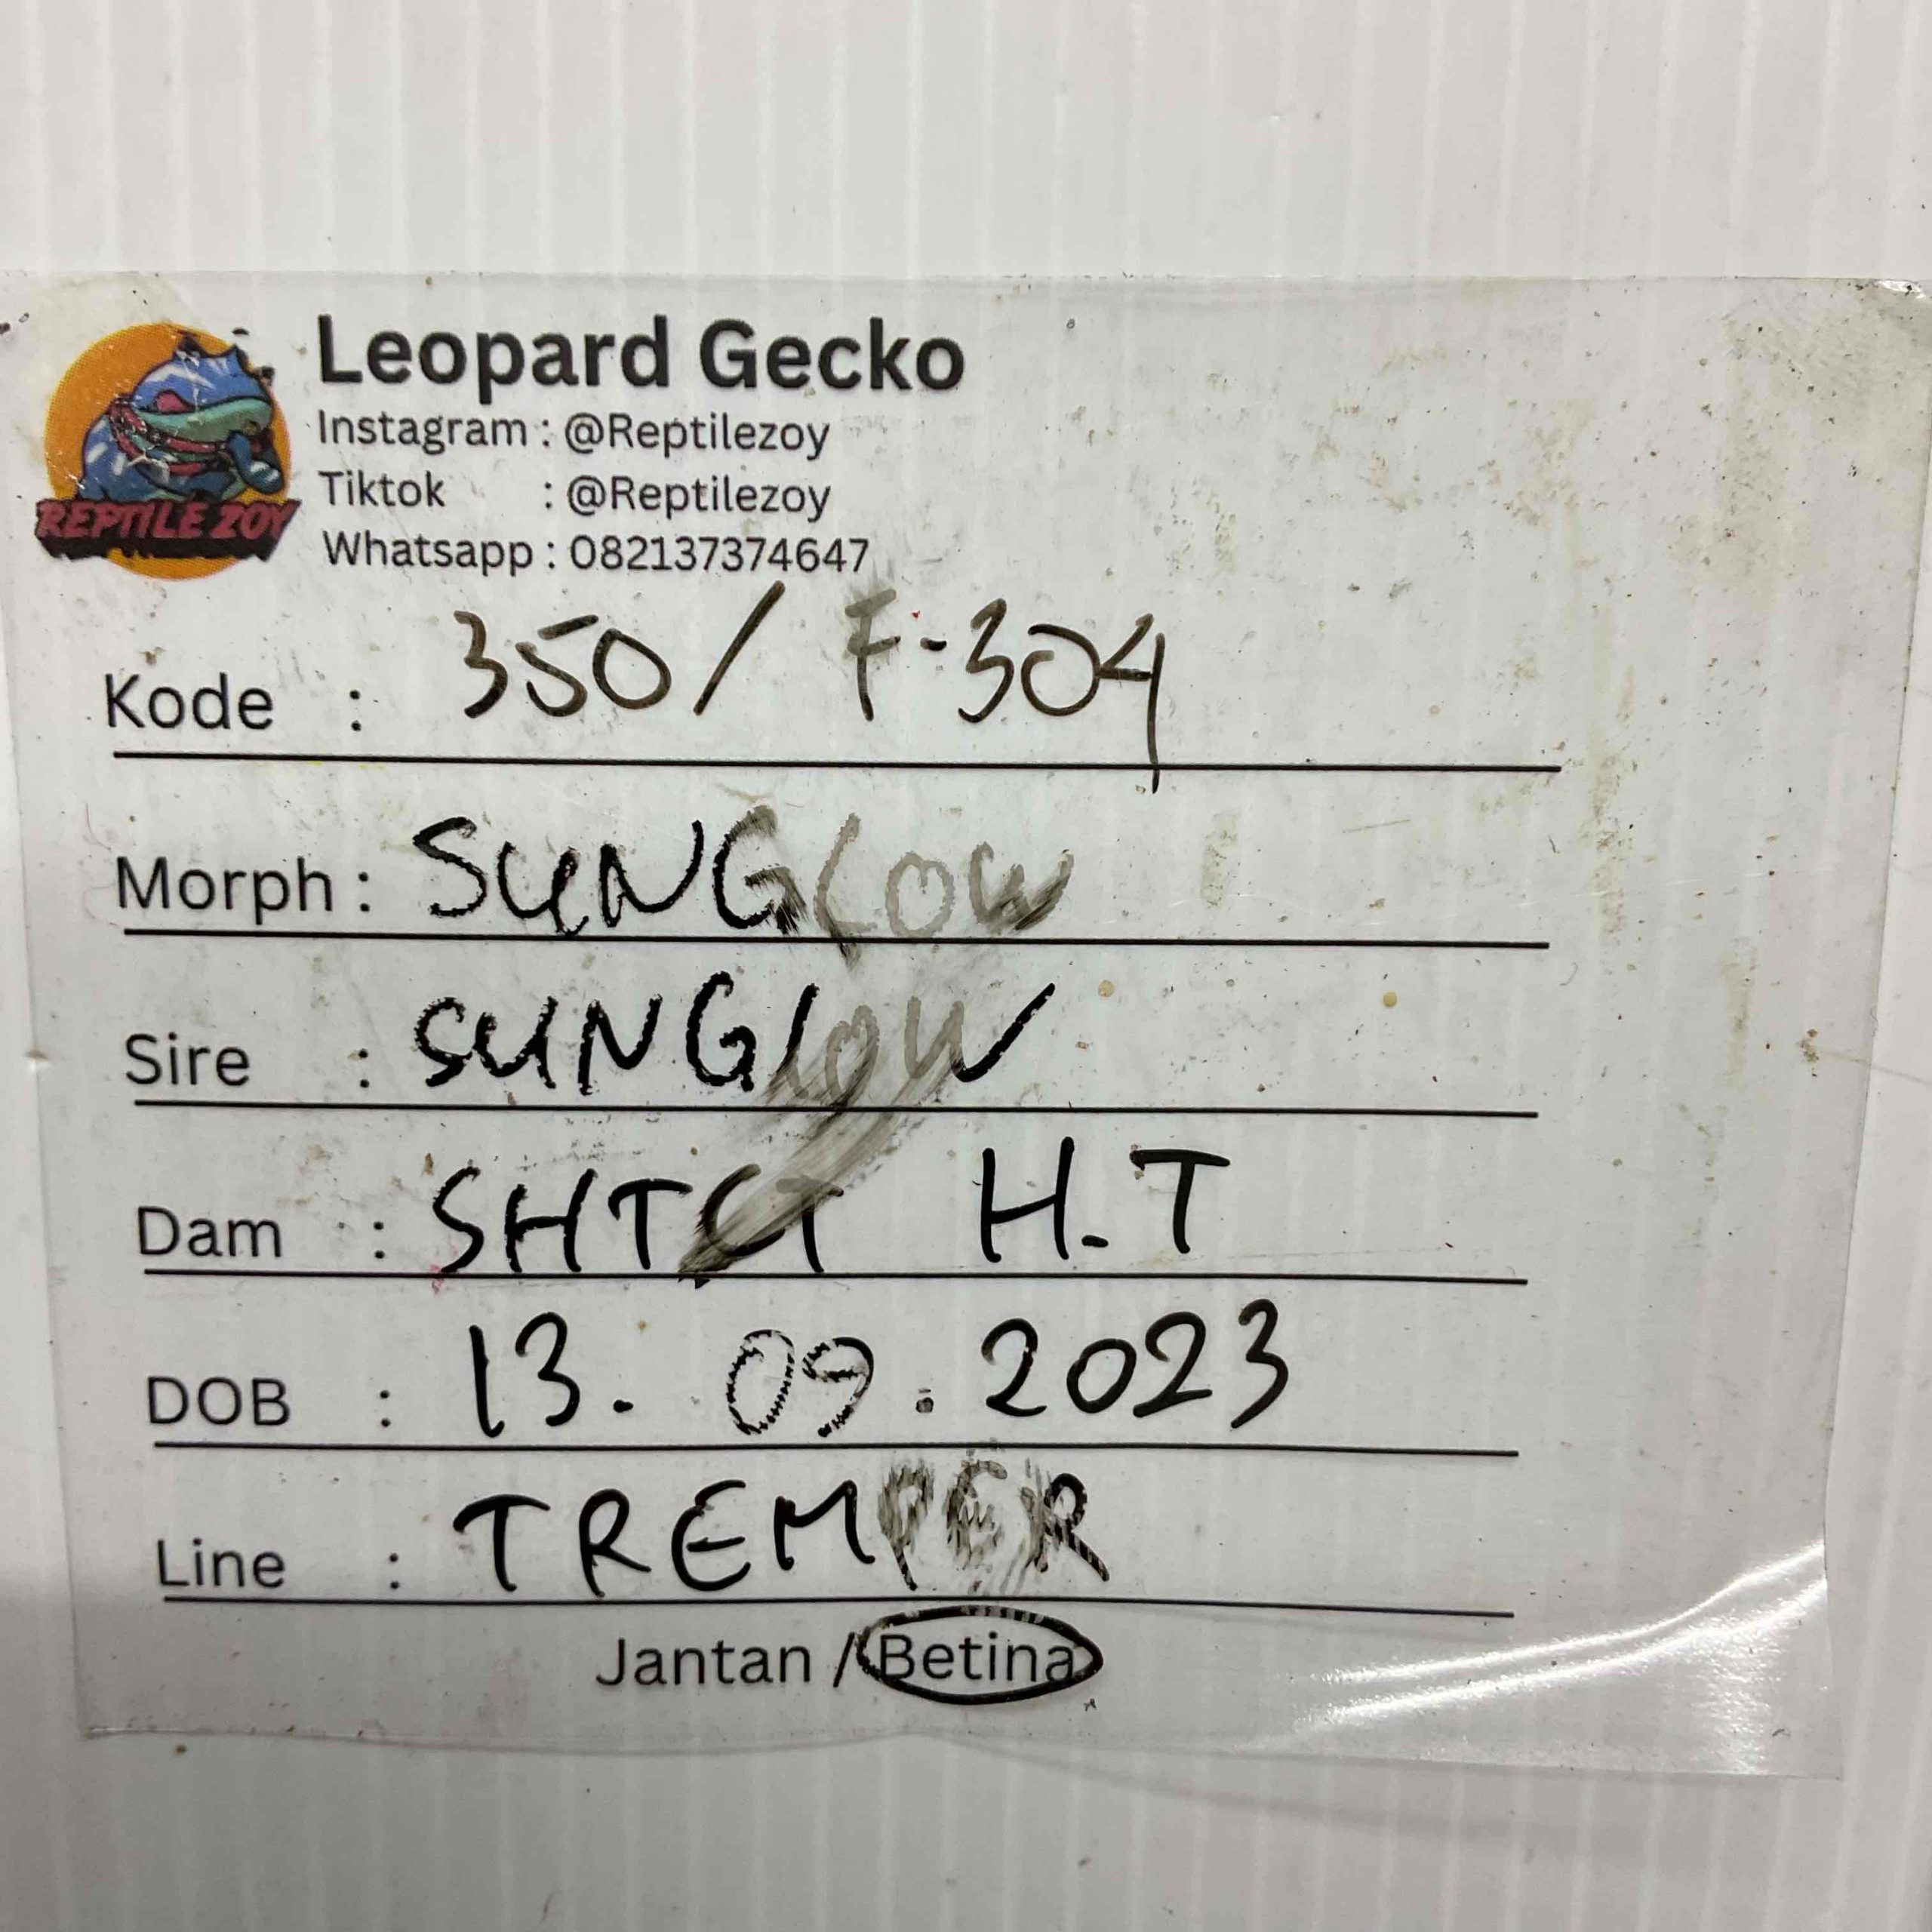 Leopard Gecko
Instagram : @Reptilezoy
Tiktok : @Reptilezoy
Whatsapp : 082137374647
REPTILE ZOY
Kode : 350/ F-304
Morph : SUNGLOW
Sire : SUNGlOW
Dam : SHTCT H.T
DOB : 13. 09. 2023
Line : TREMPER
Jantan / Betina